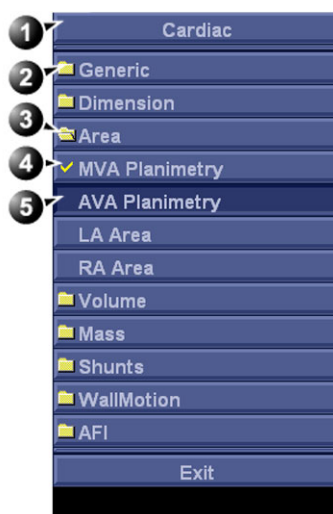 1 Cardiac
2 Generic
Dimension
3 Area
4 MVA Planimetry
5 AVA Planimetry
LA Area
RA Area
Volume
Mass
Shunts
WallMotion
AFI
Exit